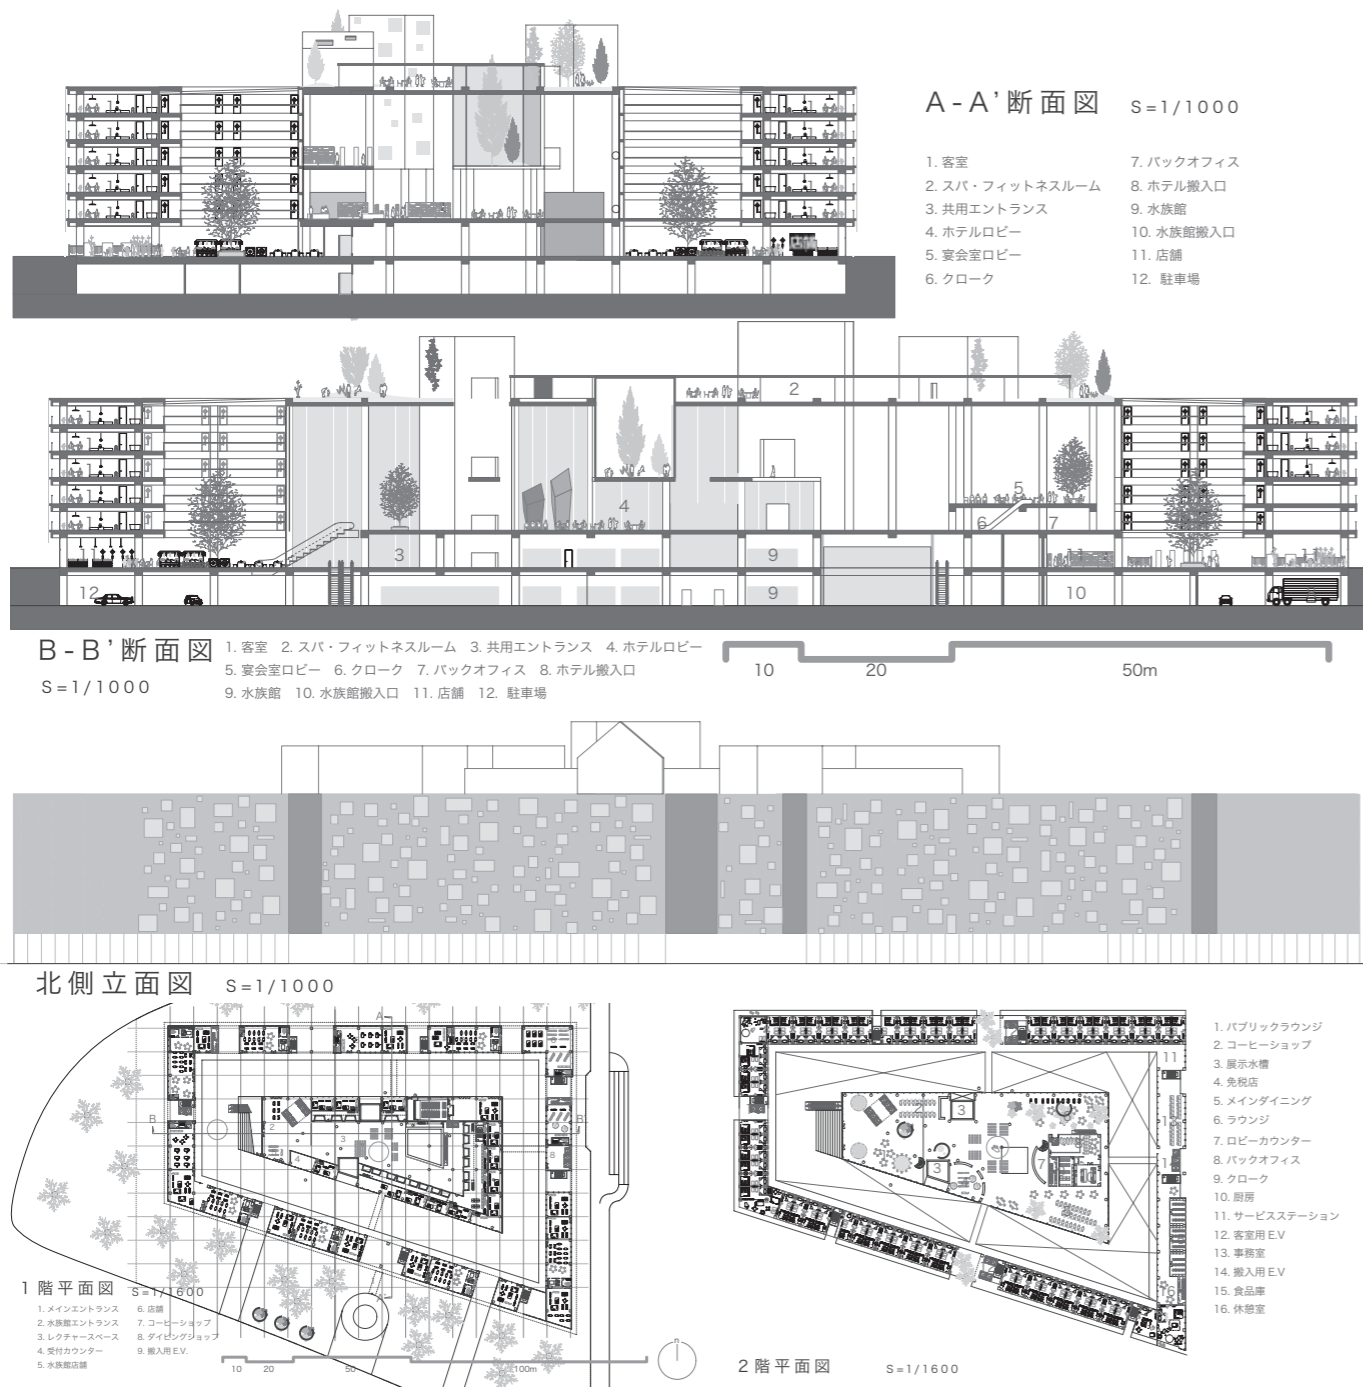 A-A’断面図 S=1/1000
1. 客室
2. スパ・フィットネスルーム
3. 共用エントランス
4. ホテルロビー
5. 宴会室ロビー
6. クローク
7. バックオフィス
8. ホテル搬入口
9. 水族館
10. 水族館搬入口
11. 店舗
12. 駐車場
2
5
4
6
7
3
9
11
11
12
9
10
B-B’断面図
S=1/1000
1. 客室 2. スパ・フィットネスルーム 3. 共用エントランス 4. ホテルロビー
5. 宴会室ロビー 6. クローク 7. バックオフィス 8. ホテル搬入口
9. 水族館 10. 水族館搬入口 11. 店舗 12. 駐車場
10 20 50m
北側立面図 S=1/1000
A
B
B'
2
3
4
8
A'
1階平面図 S=1/1600
1. メインエントランス
2. 水族館エントランス
3. レクチャースペース
4. 受付カウンター
5. 水族館店舗
6. 店舗
7. コーヒーショップ
8. ダイビングショップ
9. 搬入用E.V.
10 20 50 100m
n
11
3
3
7
16
2階平面図 S=1/1600
1. パブリックラウンジ
2. コーヒーショップ
3. 展示水槽
4. 免税店
5. メインダイニング
6. ラウンジ
7. ロビーカウンター
8. バックオフィス
9. クローク
10. 厨房
11. サービスステーション
12. 客室用E.V
13. 事務室
14. 搬入用E.V
15. 食品庫
16. 休憩室